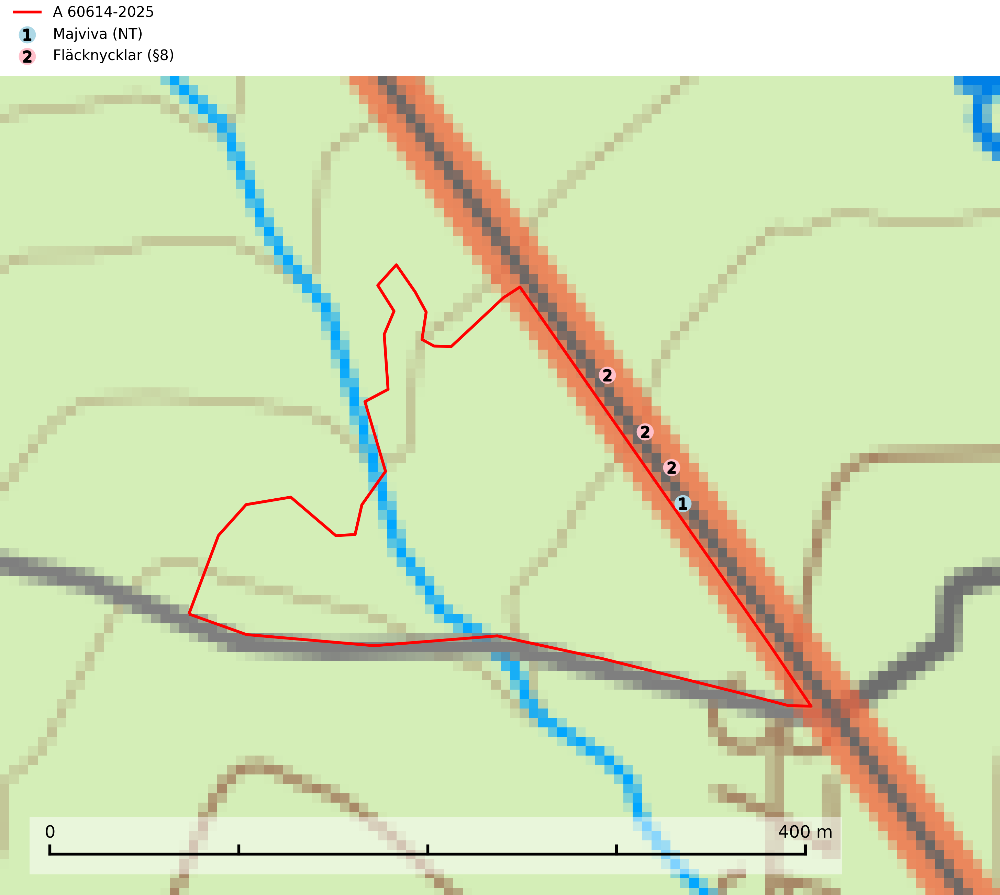 A 60614-2025
1 Majviva (NT)
2 Fläcknycklar (§8)
2
2
2
1
0 400 m